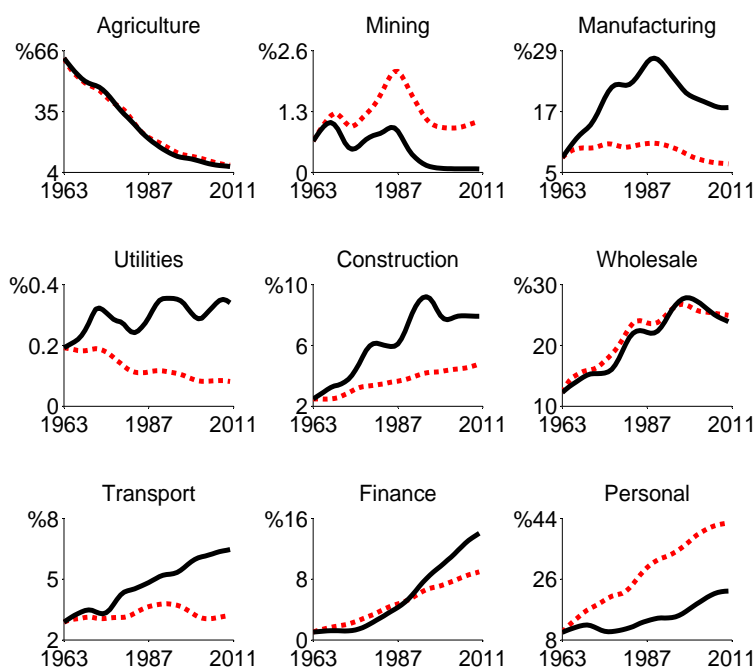 Agriculture Mining Manufacturing
%66 %2.6 %29
35 1.3 17
4 0 5
1963 1987 2011 1963 1987 2011 1963 1987 2011
Utilities Construction Wholesale
%0.4 %10 %30
0.2 6 20
0 2 10
1963 1987 2011 1963 1987 2011 1963 1987 2011
Transport Finance Personal
%8 %16 %44
5 8 26
2 0 8
1963 1987 2011 1963 1987 2011 1963 1987 2011